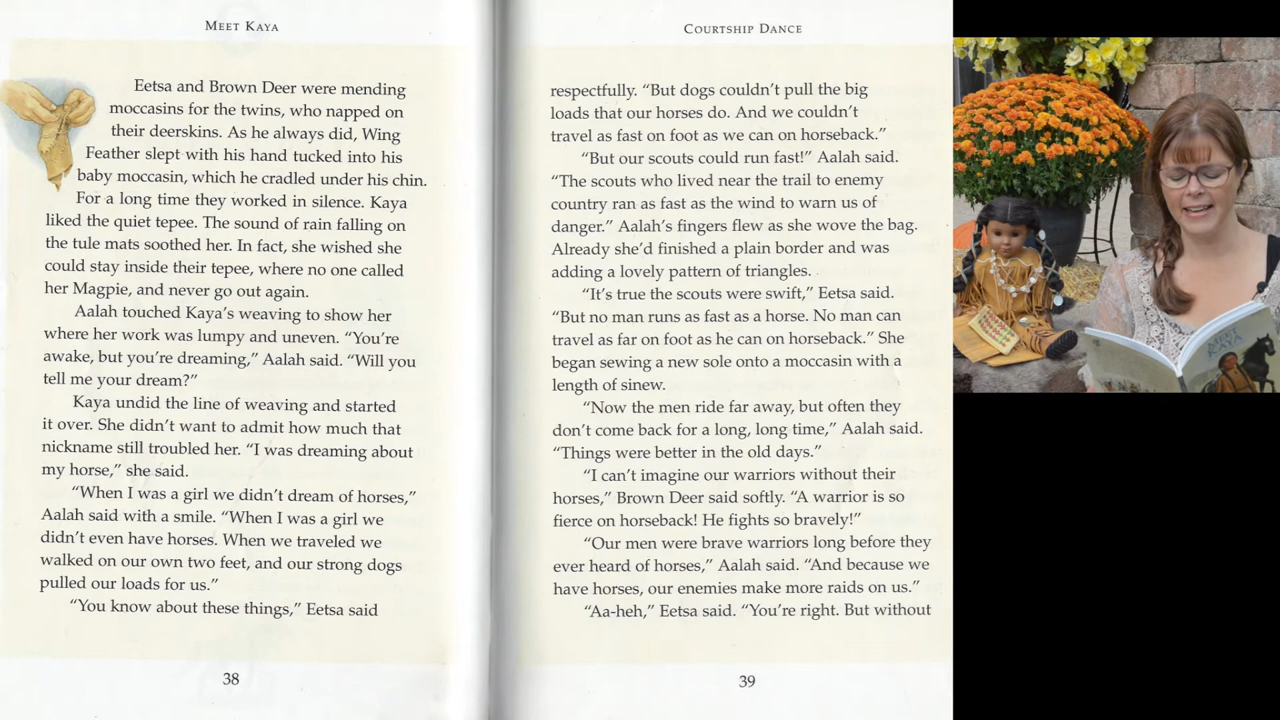 MEET KAYA
Eetsa and Brown Deer were mending
moccasins for the twins, who napped on
their deerskins. As he always did, Wing
Feather slept with his hand tucked into his
baby moccasin, which he cradled under his chin.
For a long time they worked in silence. Kaya
liked the quiet tepee. The sound of rain falling on
the tule mats soothed her. In fact, she wished she
could stay inside their tepee, where no one called
her Magpie, and never go out again.
Aalah touched Kaya’s weaving to show her
where her work was lumpy and uneven. “You’re
awake, but you’re dreaming,” Aalah said. “Will you
tell me your dream?”
Kaya undid the line of weaving and started
it over. She didn’t want to admit how much that
nickname still troubled her. “I was dreaming about
my horse,” she said.
“When I was a girl we didn’t dream of horses,”
Aalah said with a smile. “When I was a girl we
didn’t even have horses. When we traveled we
walked on our own two feet, and our strong dogs
pulled our loads for us.”
“You know about these things,” Eetsa said
38
COURTSHIP DANCE
respectfully. “But dogs couldn’t pull the big
loads that our horses do. And we couldn’t
travel as fast on foot as we can on horseback.”
“But our scouts could run fast!” Aalah said.
“The scouts who lived near the trail to enemy
country ran as fast as the wind to warn us of
danger.” Aalah’s fingers flew as she wove the bag.
Already she’d finished a plain border and was
adding a lovely pattern of triangles.
“It’s true the scouts were swift,” Eetsa said.
“But no man runs as fast as a horse. No man can
travel as far on foot as he can on horseback.” She
began sewing a new sole onto a moccasin with a
length of sinew.
“Now the men ride far away, but often they
don’t come back for a long, long time,” Aalah said.
“Things were better in the old days.”
“I can’t imagine our warriors without their
horses,” Brown Deer said softly. “A warrior is so
fierce on horseback! He fights so bravely!”
“Our men were brave warriors long before they
ever heard of horses,” Aalah said. “And because we
have horses, our enemies make more raids on us.”
“Aa-heh,” Eetsa said. “You’re right. But without
39
MEET
KAYA